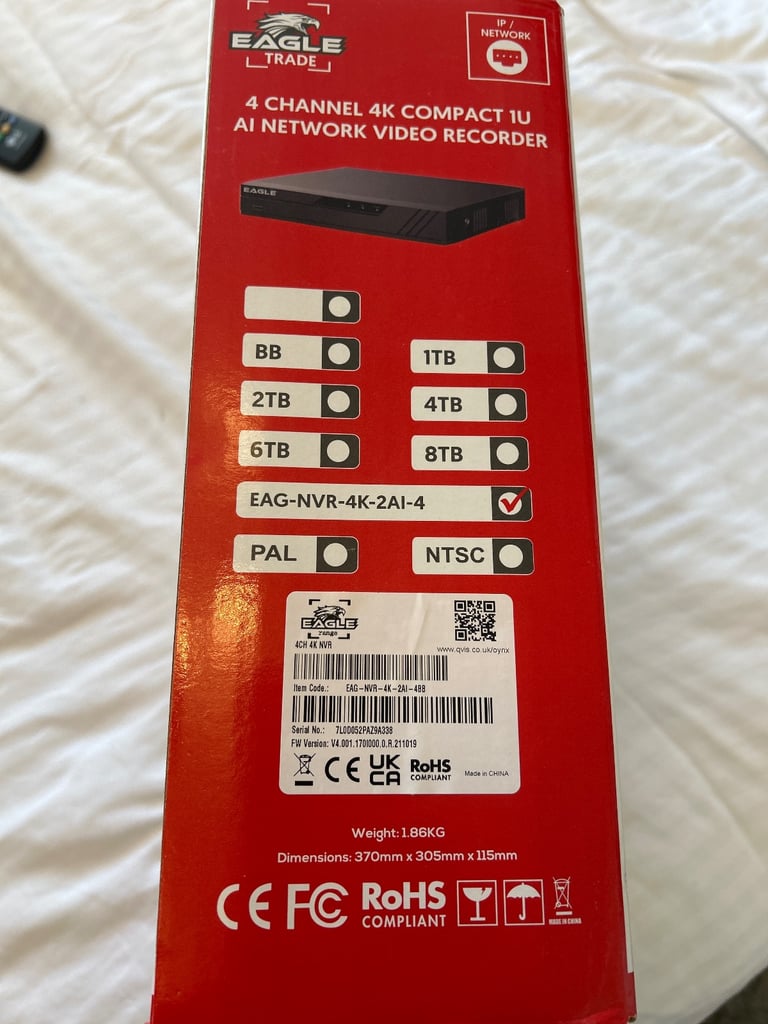 EAGLE
TRADE
IP /
NETWORK
4 CHANNEL 4K COMPACT 1U
AI NETWORK VIDEO RECORDER
EAGLE
BB
1TB
2TB
4TB
6TB
8TB
EAG-NVR-4K-2AI-4
PAL
NTSC
EAGLE
range
4CH 4K NVR
www.qvis.co.uk/oynx
Item Code.: EAG-NVR-4K-2AI-4BB
Serial No.: 7L0D052PAZ9A338
FW Version: V4.001.170I000.0.R.211019
CE UK CA RoHS COMPLIANT
Made in CHINA
Weight: 1.86KG
Dimensions: 370mm x 305mm x 115mm
CE FC RoHS COMPLIANT
MADE IN CHINA